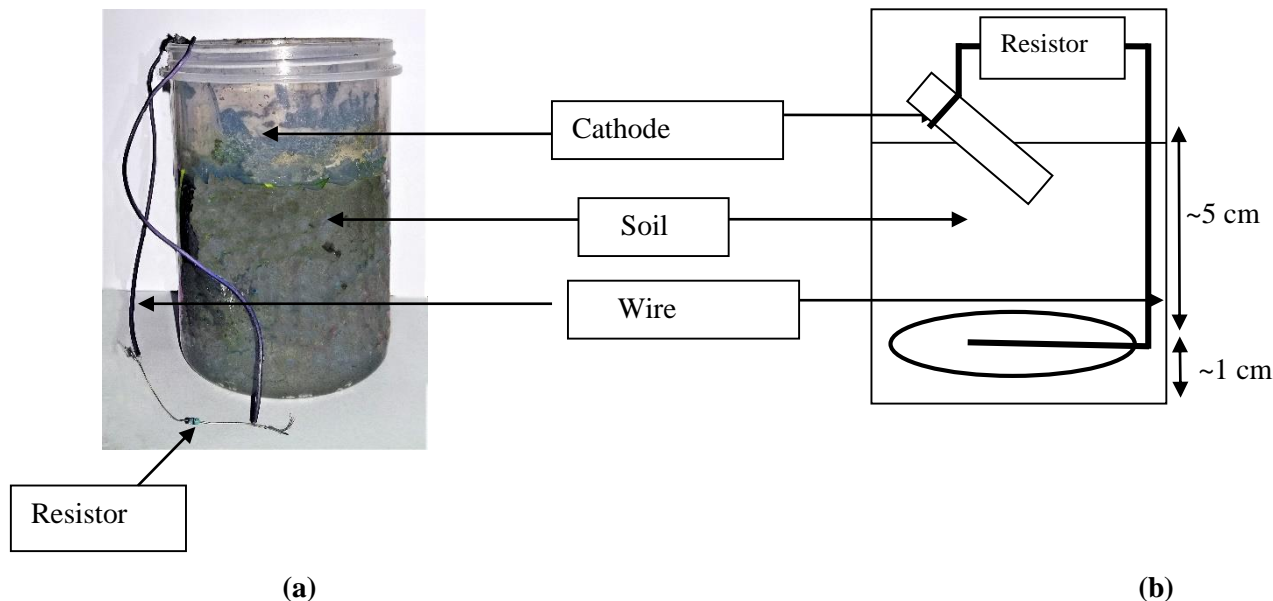 Resistor
Cathode
Soil
~5 cm
Wire
~1 cm
Resistor
(a)
(b)